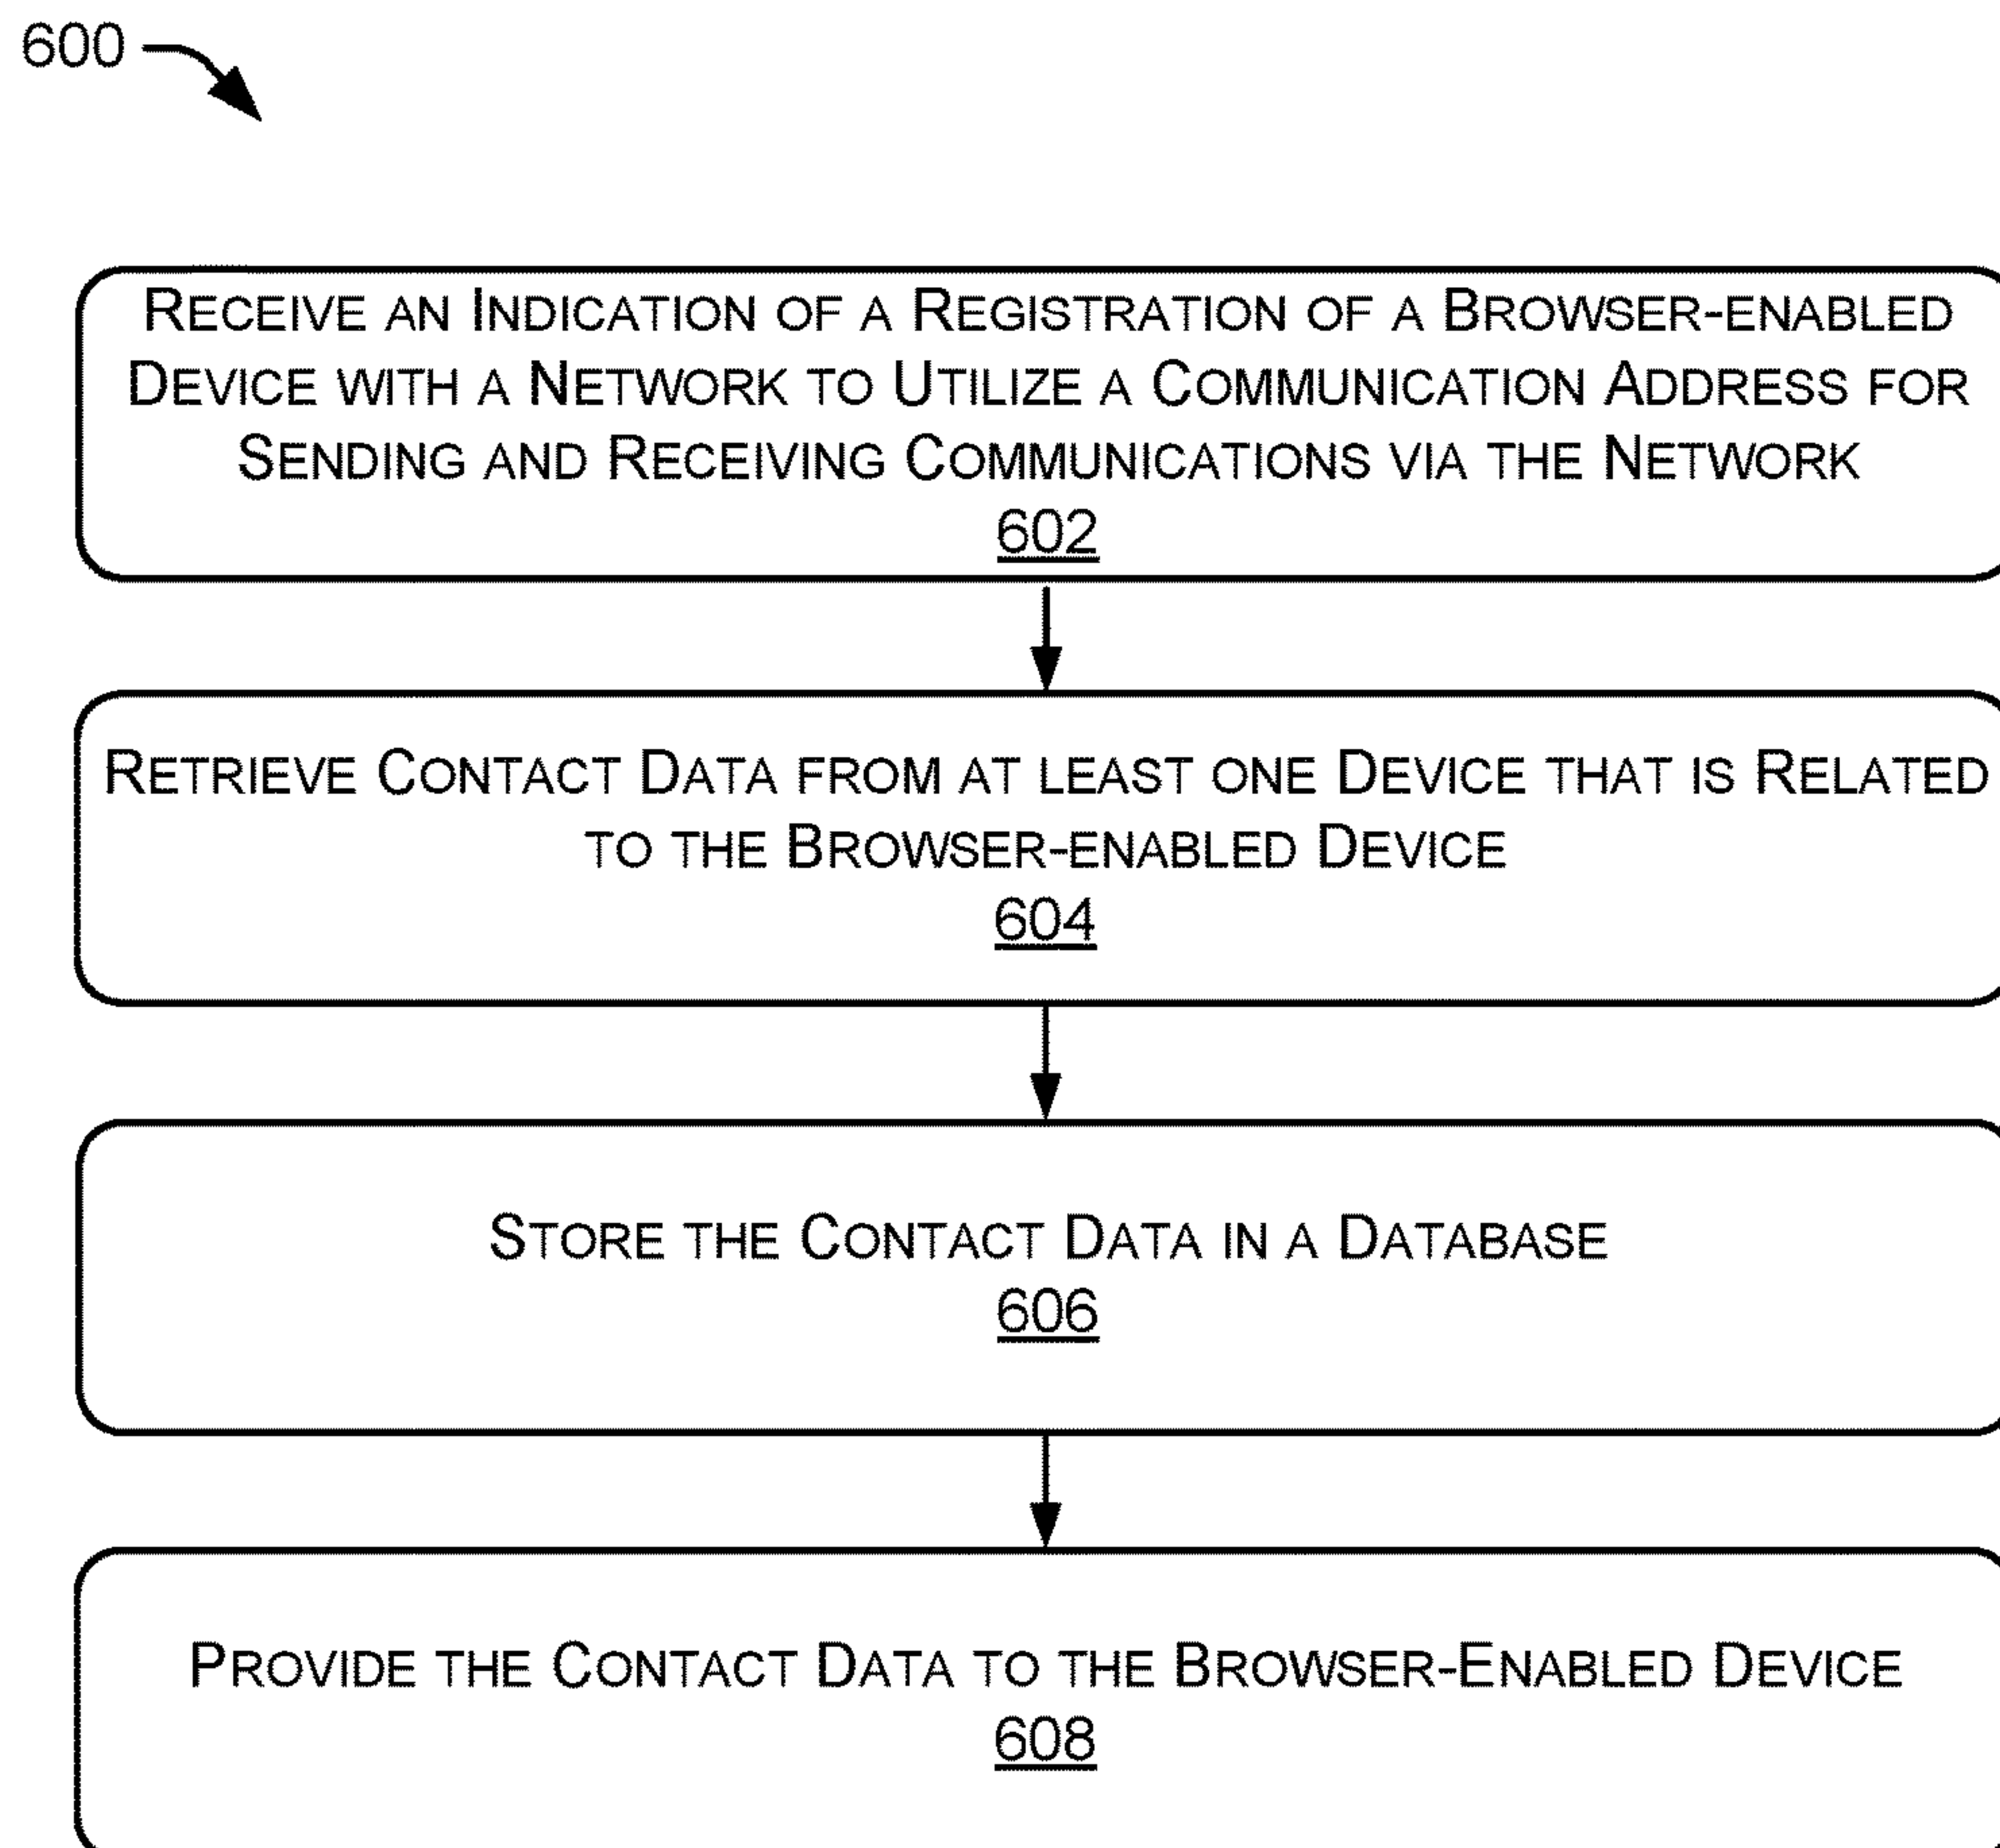 600
RECEIVE AN INDICATION OF A REGISTRATION OF A BROWSER-ENABLED
DEVICE WITH A NETWORK TO UTILIZE A COMMUNICATION ADDRESS FOR
SENDING AND RECEIVING COMMUNICATIONS VIA THE NETWORK
602
RETRIEVE CONTACT DATA FROM AT LEAST ONE DEVICE THAT IS RELATED
TO THE BROWSER-ENABLED DEVICE
604
STORE THE CONTACT DATA IN A DATABASE
606
PROVIDE THE CONTACT DATA TO THE BROWSER-ENABLED DEVICE
608